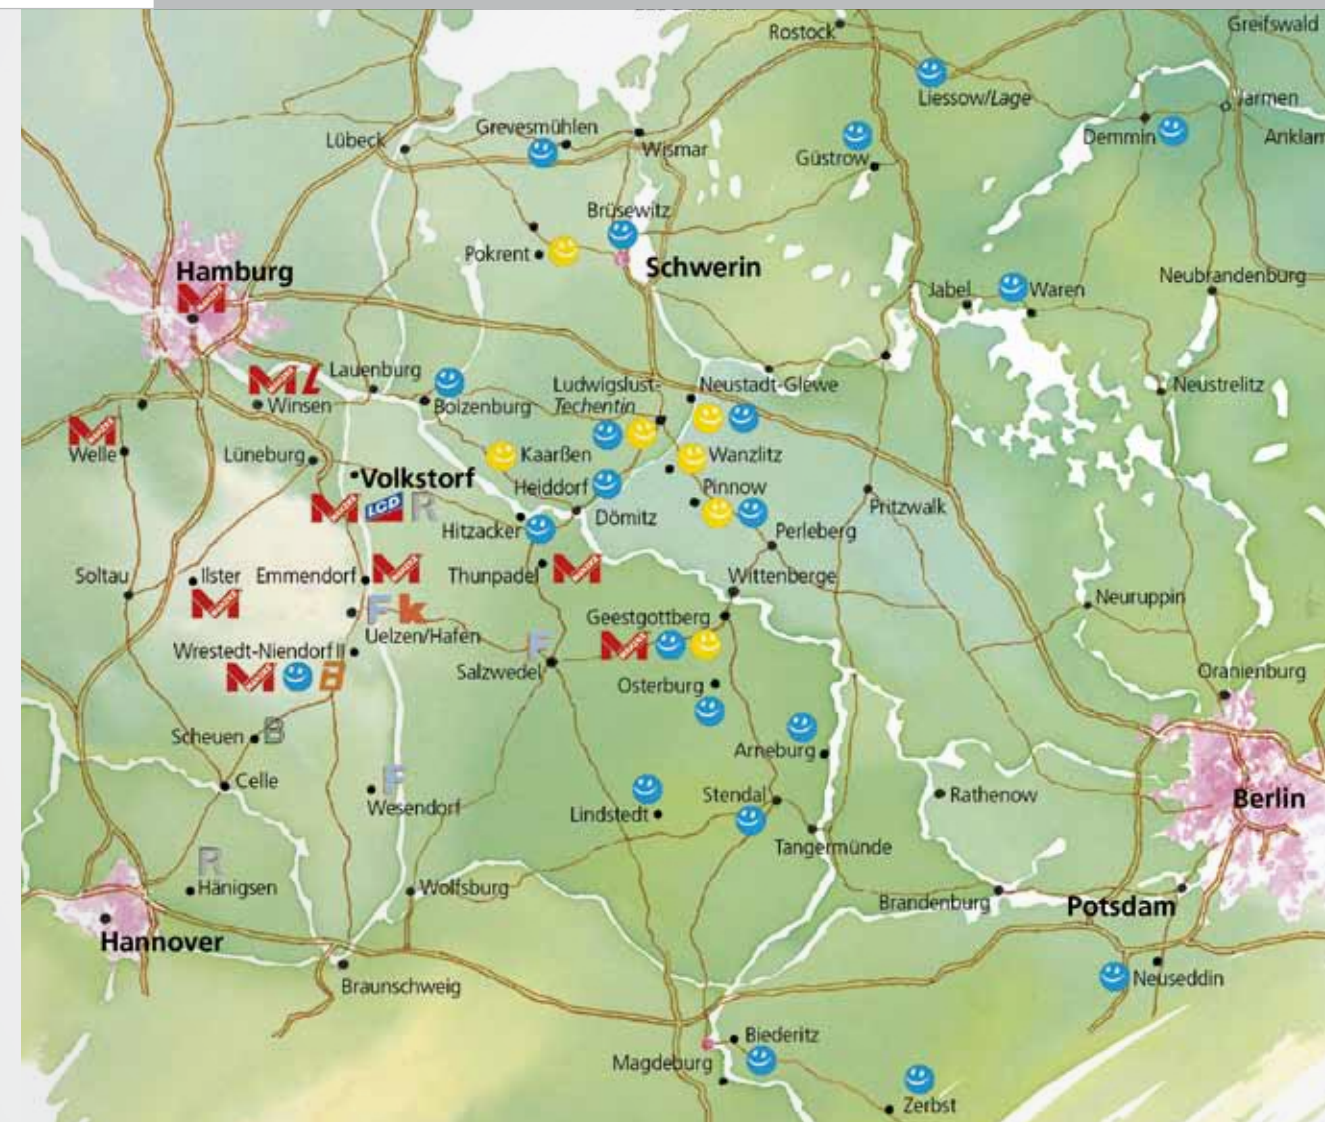 Rostock
Greifswald
Liessow/Lage
Jarmen
Lübeck
Grevesmühlen
Wismar
Güstrow
Demmin
Anklam
Brüsewitz
Pokrent
Schwerin
Hamburg
Jabel
Waren
Neubrandenburg
Lauenburg
Winsen
Boizenburg
Ludwigslust-
Techentin
Neustadt-Glewe
Neustrelitz
Welle
Lüneburg
Kaarßen
Wanzlitz
Volkstorf
LCD
R
Heiddorf
Pinnow
Dömitz
Hitzacker
Perleberg
Pritzwalk
Soltau
Ilster
Emmendorf
Thunpadel
Wittenberge
Neuruppin
F k
Uelzen/Hafen
Geestgottberg
Wrestedt-Niendorf II
B
F
Salzwedel
Osterburg
Oranienburg
Scheuen
B
Arneburg
Celle
F
Wesendorf
Lindstedt
Stendal
Rathenow
Berlin
Tangermünde
R
Hänigsen
Wolfsburg
Brandenburg
Potsdam
Hannover
Braunschweig
Neuseddin
Biederitz
Magdeburg
Zerbst